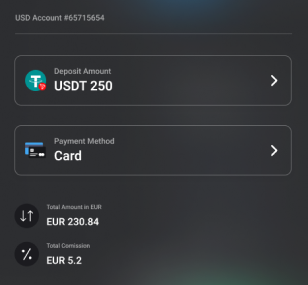 USD Account #65715654
Deposit Amount
USDT 250
Payment Method
Card
Total Amount in EUR
EUR 230.84
Total Comission
EUR 5.2